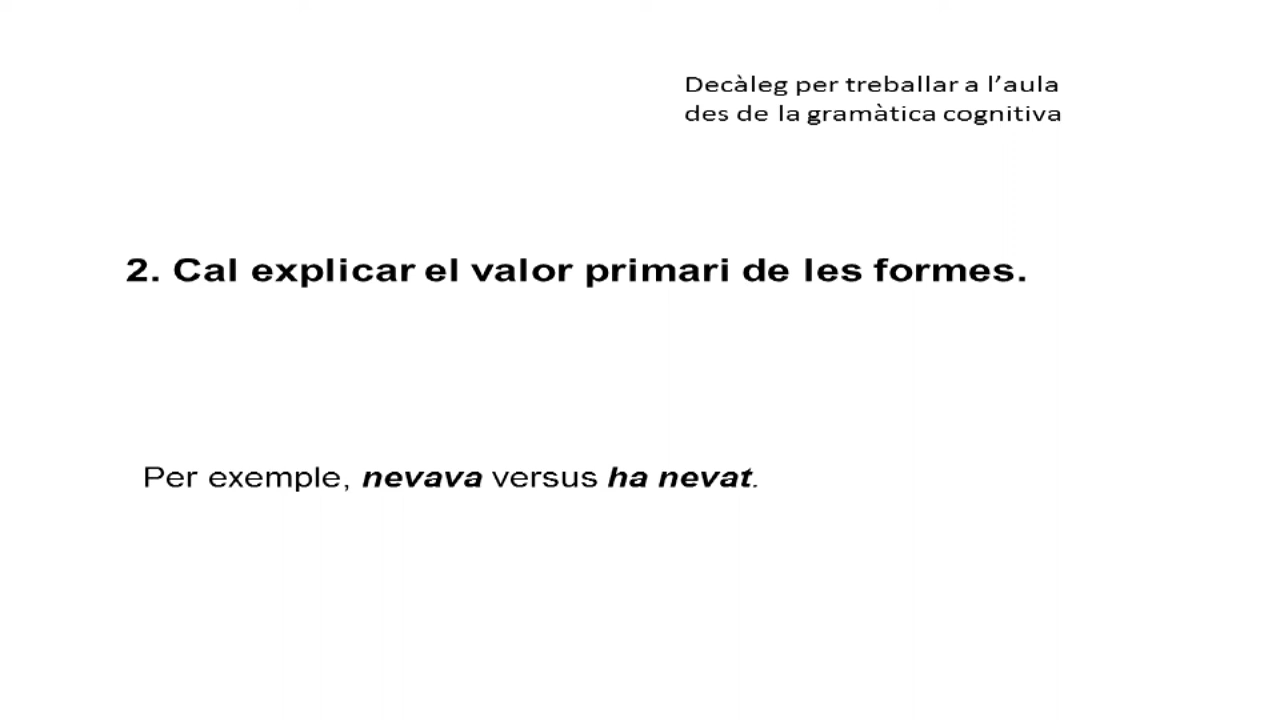 Decàleg per treballar a l’aula
des de la gramàtica cognitiva
2. Cal explicar el valor primari de les formes.
Per exemple, nevava versus ha nevat.